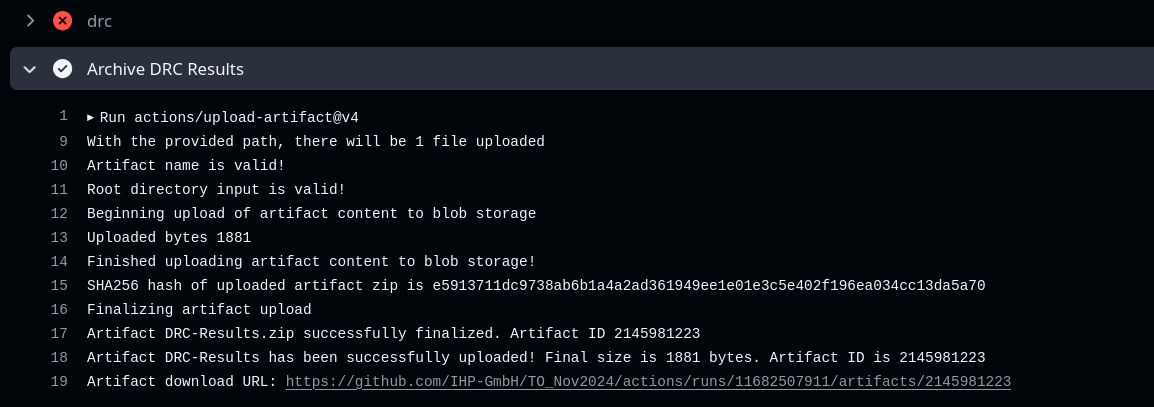 drc
Archive DRC Results
1 ▶ Run actions/upload-artifact@v4
9 With the provided path, there will be 1 file uploaded
10 Artifact name is valid!
11 Root directory input is valid!
12 Beginning upload of artifact content to blob storage
13 Uploaded bytes 1881
14 Finished uploading artifact content to blob storage!
15 SHA256 hash of uploaded artifact zip is e5913711dc9738ab6b1a4a2ad361949ee1e01e3c5e402f196ea034cc13da5a70
16 Finalizing artifact upload
17 Artifact DRC-Results.zip successfully finalized. Artifact ID 2145981223
18 Artifact DRC-Results has been successfully uploaded! Final size is 1881 bytes. Artifact ID is 2145981223
19 Artifact download URL: https://github.com/IHP-GmbH/TO_Nov2024/actions/runs/11682507911/artifacts/2145981223